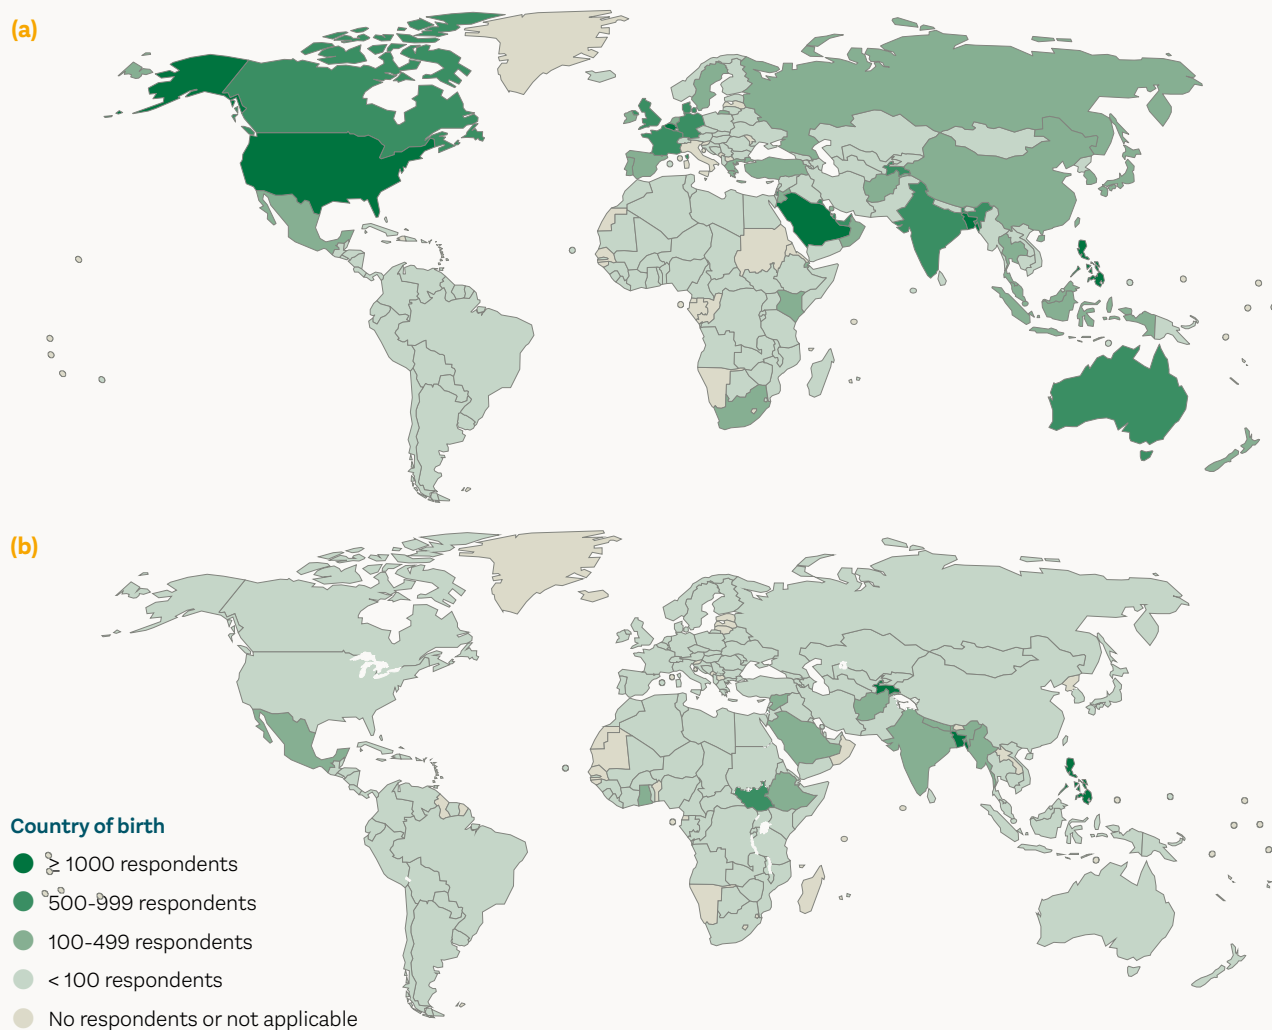 (a)
(b)
Country of birth
≥ 1000 respondents
500-999 respondents
100-499 respondents
< 100 respondents
No respondents or not applicable